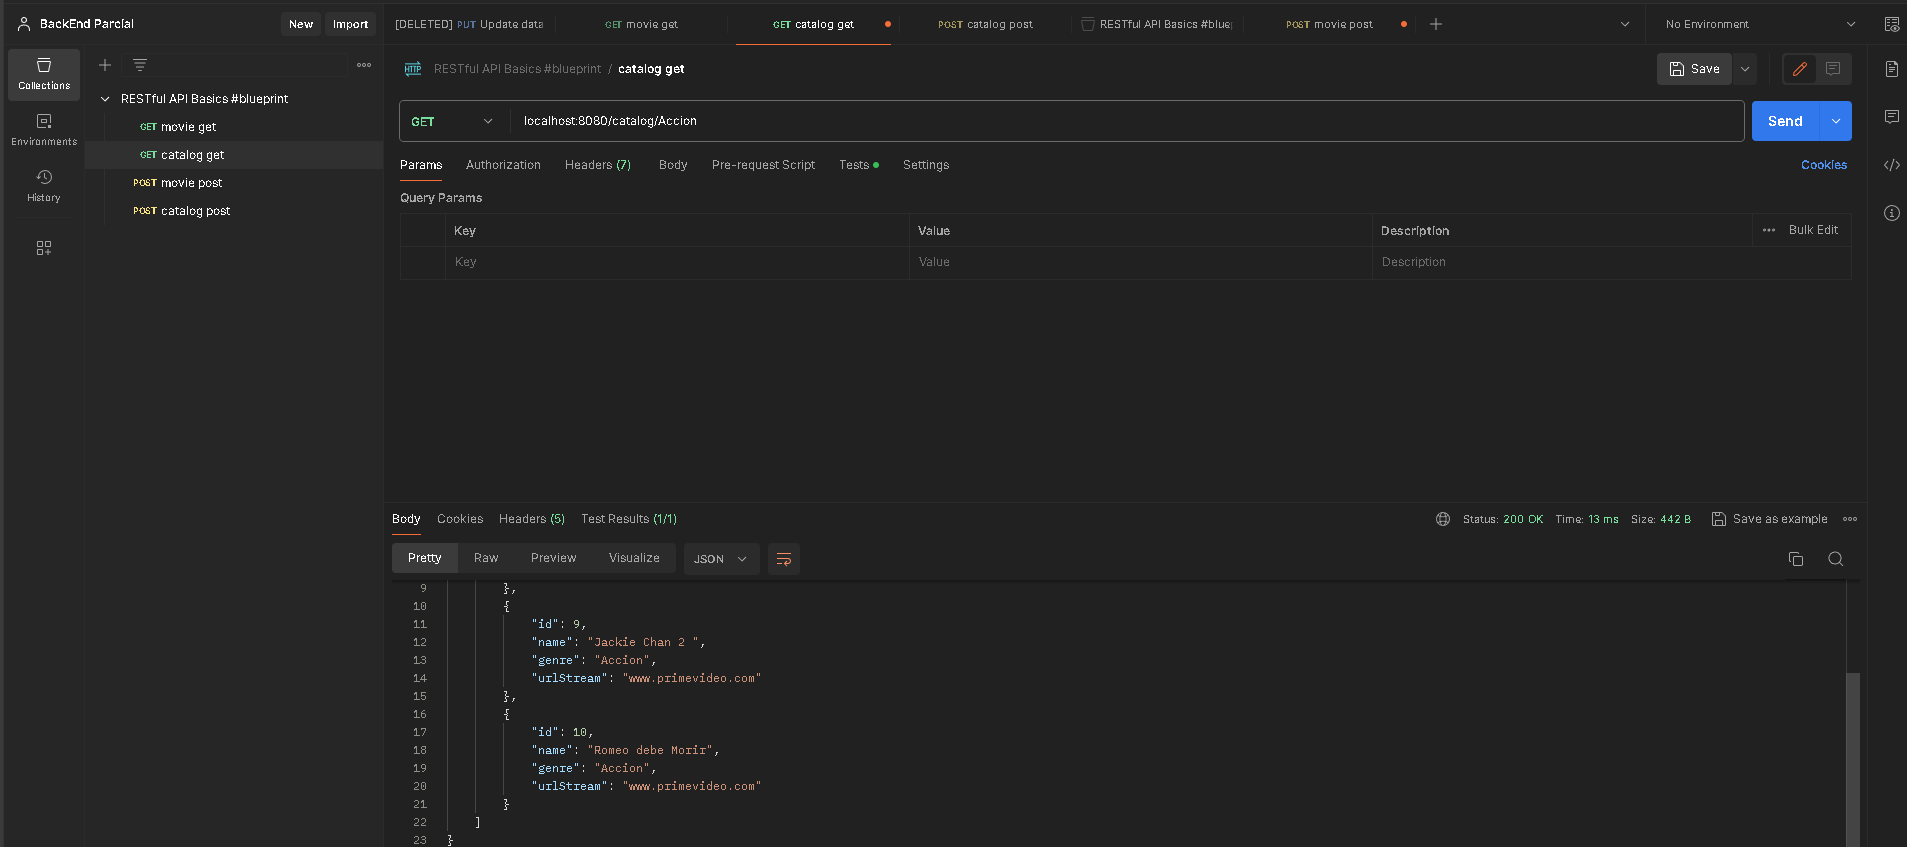 BackEnd Parcial
New
Import
[DELETED] PUT Update data
GET movie get
GET catalog get
POST catalog post
RESTful API Basics #blue
POST movie post
No Environment
Collections
Environments
History
RESTful API Basics #blueprint
GET movie get
GET catalog get
POST movie post
POST catalog post
HTTP RESTful API Basics #blueprint / catalog get
Save
GET localhost:8080/catalog/Accion
Send
Params Authorization Headers (7) Body Pre-request Script Tests Settings
Cookies
Query Params
Key Value Description ••• Bulk Edit
Key Value Description
Body Cookies Headers (5) Test Results (1/1)
Status: 200 OK Time: 13 ms Size: 442 B Save as example
Pretty Raw Preview Visualize JSON
9 },
10 {
11 "id": 9,
12 "name": "Jackie Chan 2 ",
13 "genre": "Accion",
14 "urlStream": "www.primevideo.com"
15 },
16 {
17 "id": 10,
18 "name": "Romeo debe Morir",
19 "genre": "Accion",
20 "urlStream": "www.primevideo.com"
21 }
22 ]
23 }